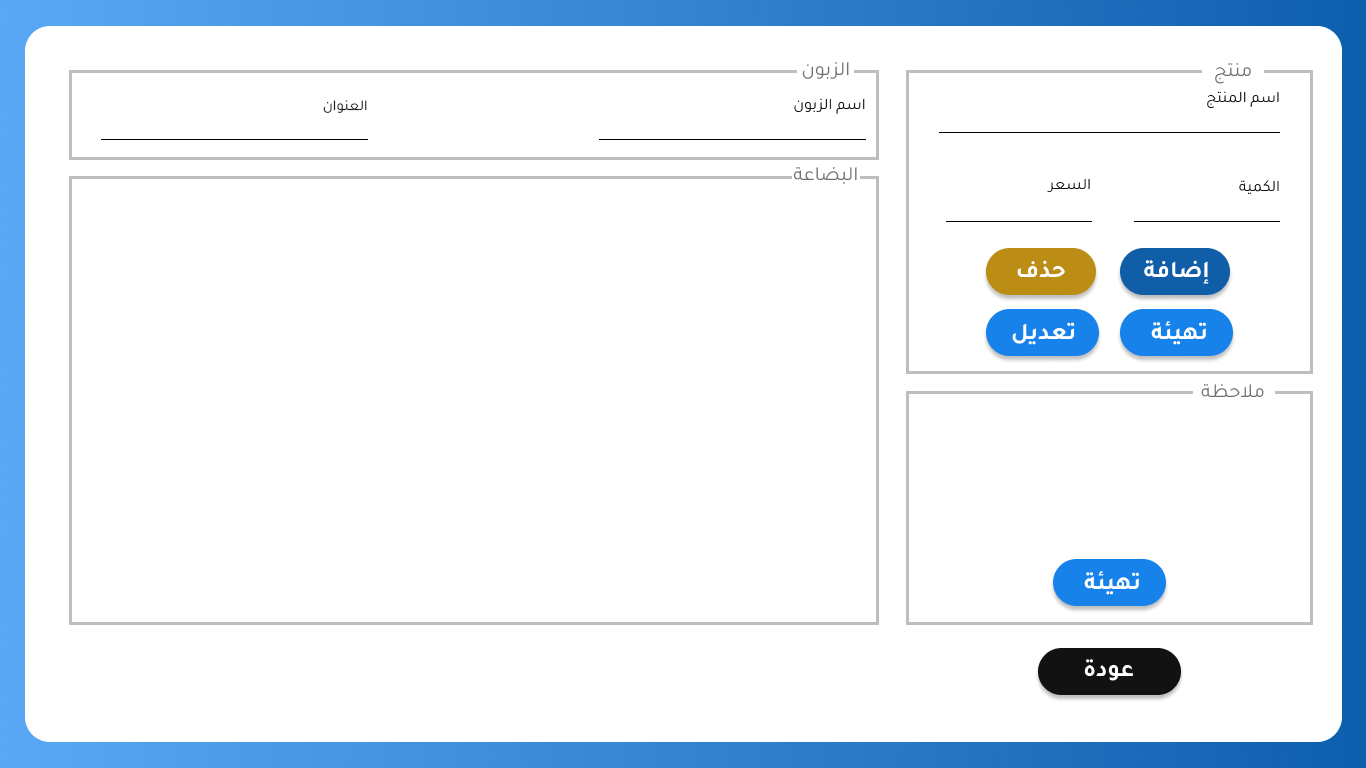 منتج
اسم المنتج
الكمية
السعر
إضافة
حذف
تهيئة
تعديل
ملاحظة
تهيئة
عودة
الزبون
اسم الزبون
العنوان
البضاعة